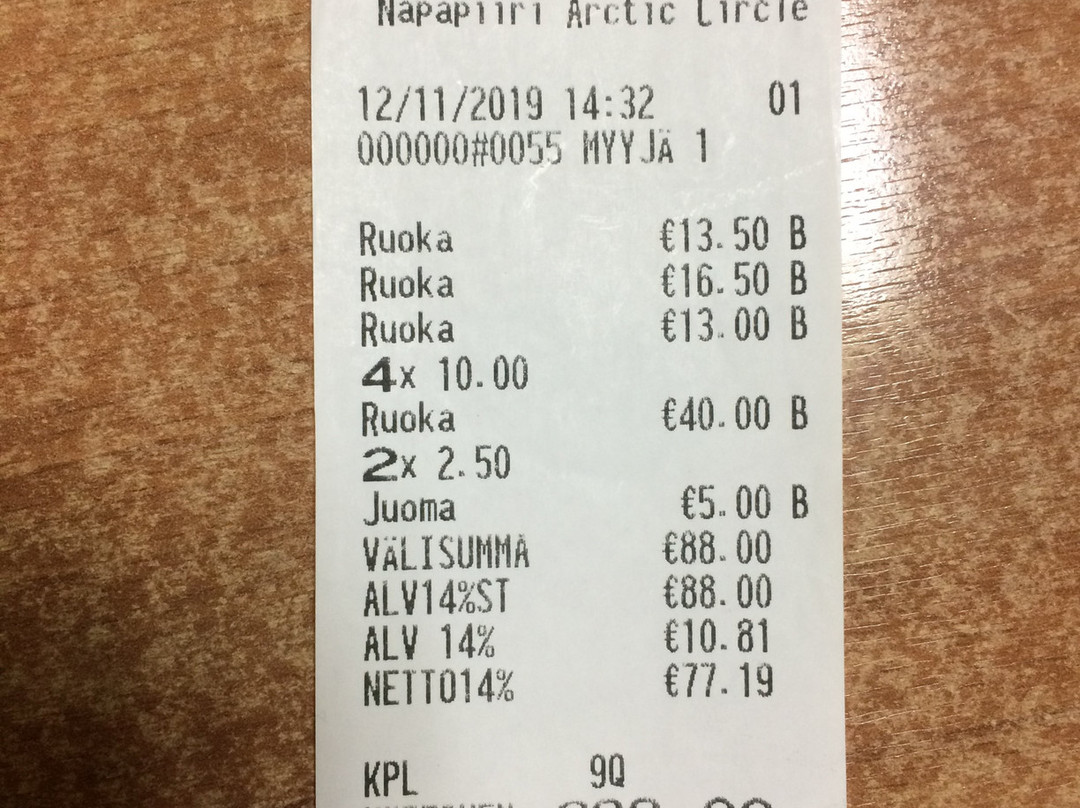 Napapiiri Arctic Circle
12/11/2019 14:32 01
000000#0055 MYYJÄ 1
Ruoka €13.50 B
Ruoka €16.50 B
Ruoka €13.00 B
4x 10.00
Ruoka €40.00 B
2x 2.50
Juoma €5.00 B
VÄLISUMMA €88.00
ALV14%ST €88.00
ALV 14% €10.81
NETTO14% €77.19
KPL 9Q